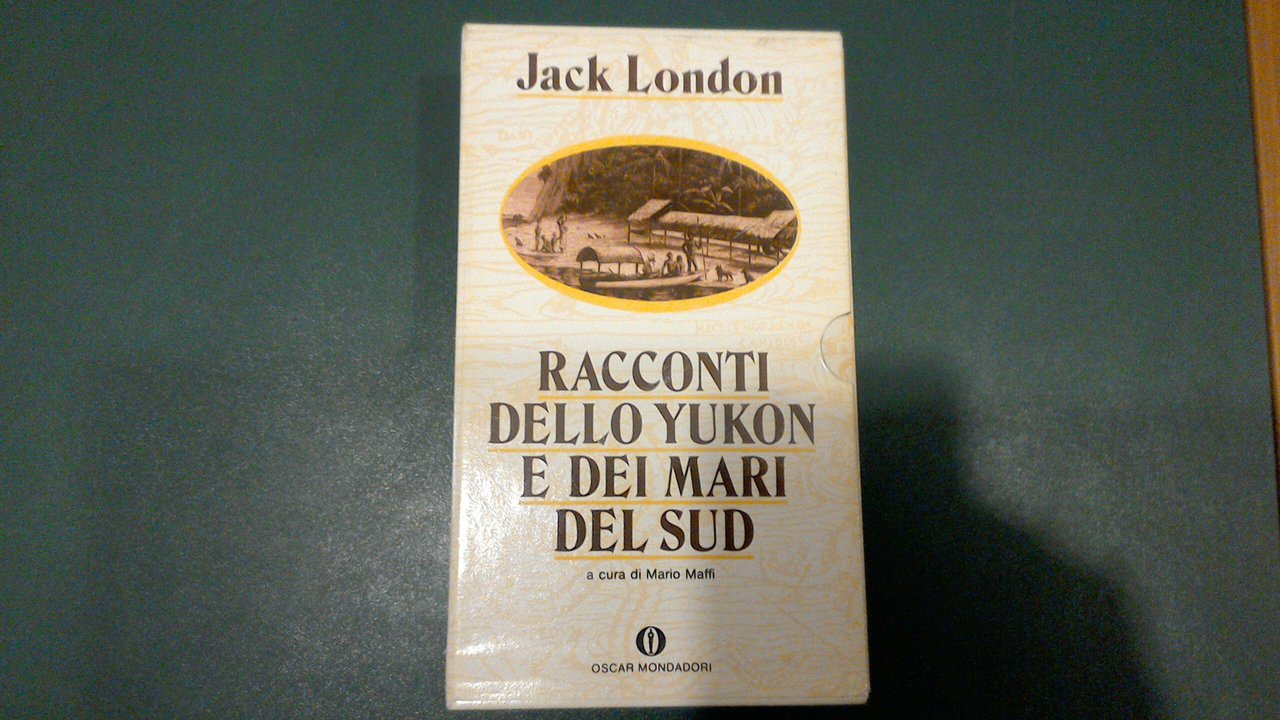 Jack London
RACCONTI
DELLO YUKON
E DEI MARI
DEL SUD
a cura di Mario Maffi
OSCAR MONDADORI